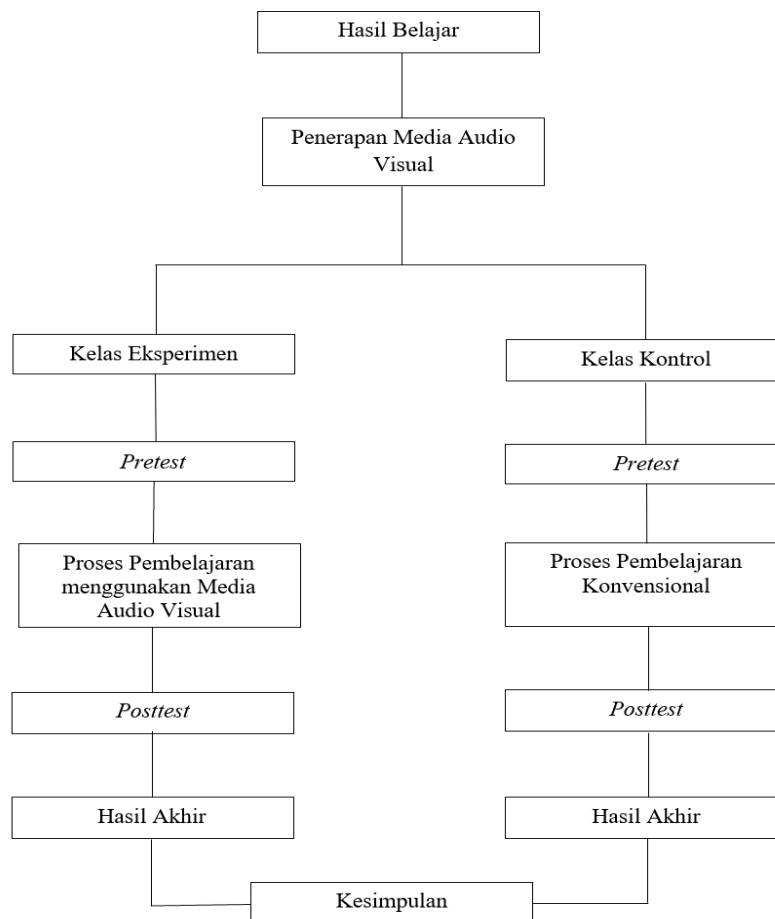 Hasil Belajar
Penerapan Media Audio
Visual
Kelas Eksperimen
Kelas Kontrol
Pretest
Pretest
Proses Pembelajaran
menggunakan Media
Audio Visual
Proses Pembelajaran
Konvensional
Posttest
Posttest
Hasil Akhir
Hasil Akhir
Kesimpulan